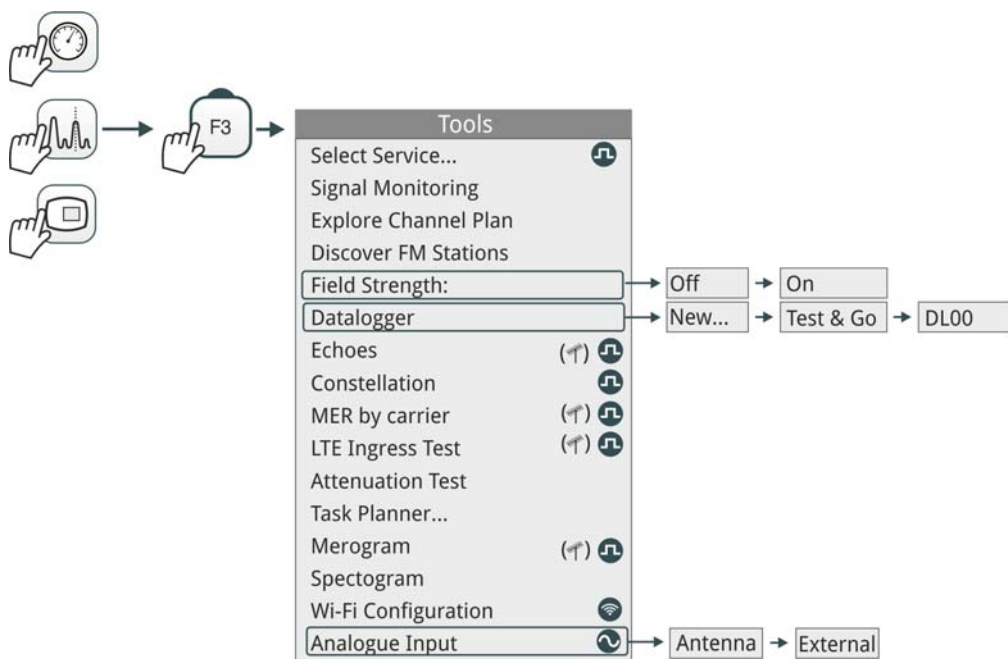 F3
Tools
Select Service...
Signal Monitoring
Explore Channel Plan
Discover FM Stations
Field Strength:
Off
On
Datalogger
New...
Test & Go
DL00
Echoes
Constellation
MER by carrier
LTE Ingress Test
Attenuation Test
Task Planner...
Merogram
Spectogram
Wi-Fi Configuration
Analogue Input
Antenna
External